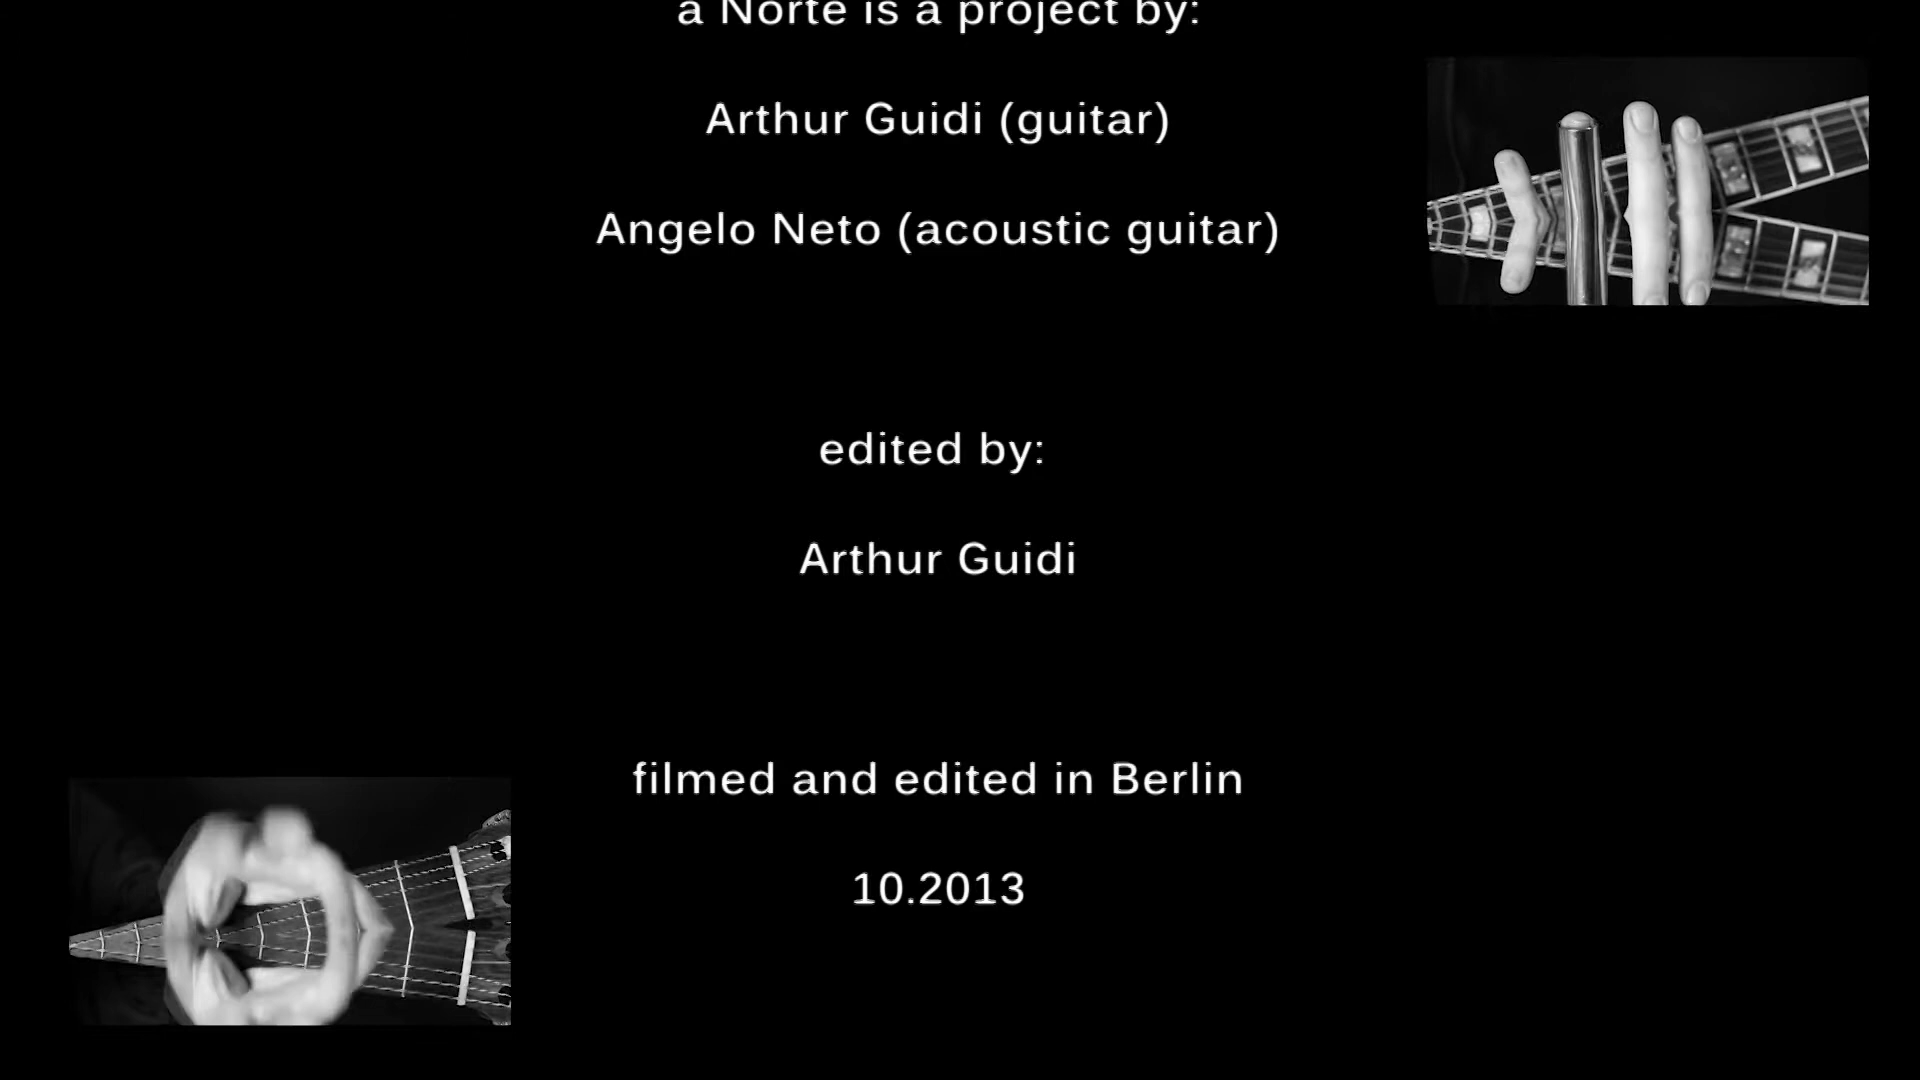 a Norte is a project by:
Arthur Guidi (guitar)
Angelo Neto (acoustic guitar)
edited by:
Arthur Guidi
filmed and edited in Berlin
10.2013